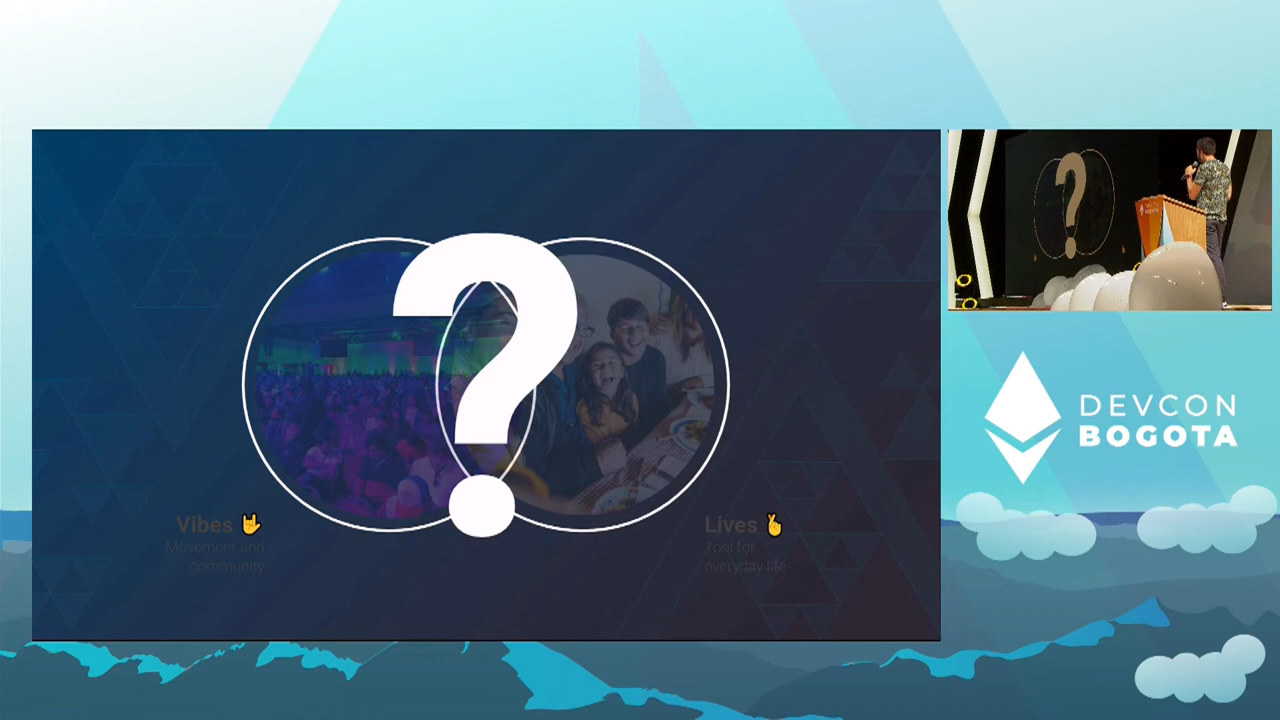 ?
Vibes 🤘
Movement and
community
Lives 🫰
Tool for
everyday life
DEVCON
BOGOTA